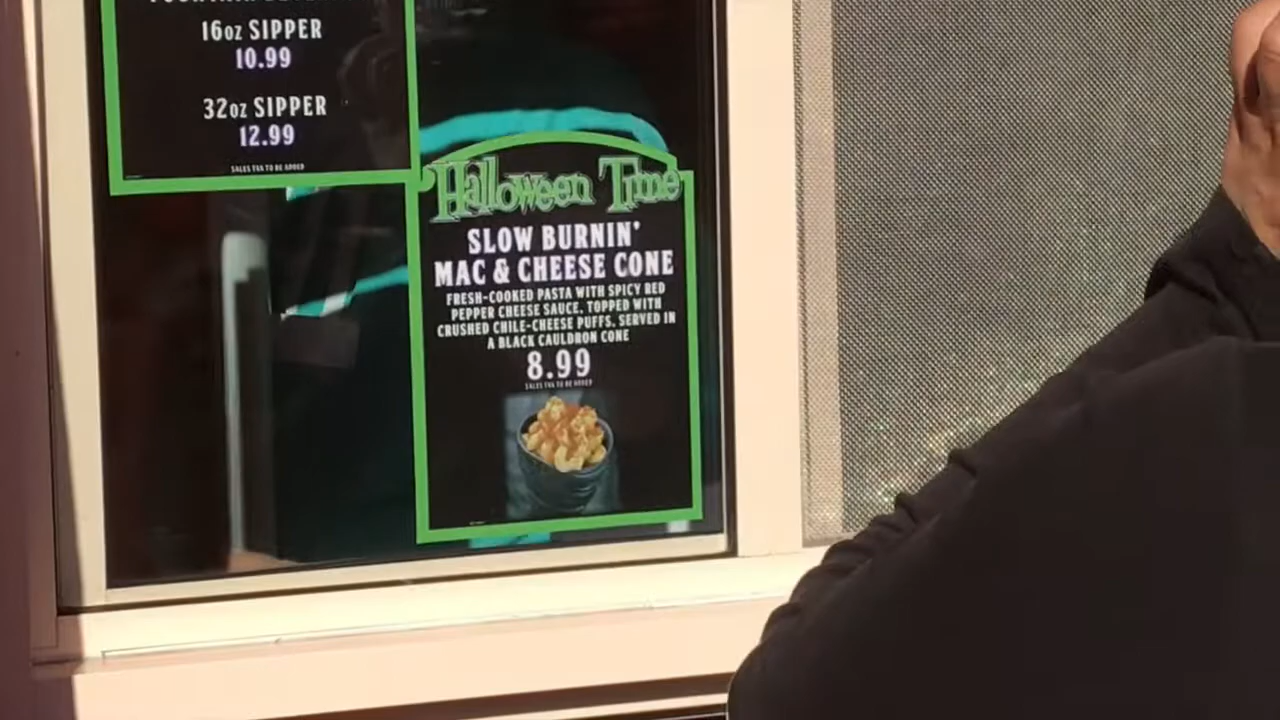 16oz SIPPER
10.99
32oz SIPPER
12.99
SALES TAX TO BE ADDED
Halloween Time
SLOW BURNIN'
MAC & CHEESE CONE
FRESH-COOKED PASTA WITH SPICY RED
PEPPER CHEESE SAUCE, TOPPED WITH
CRUSHED CHILE-CHEESE PUFFS, SERVED IN
A BLACK CAULDRON CONE
8.99
SALES TAX TO BE ADDED